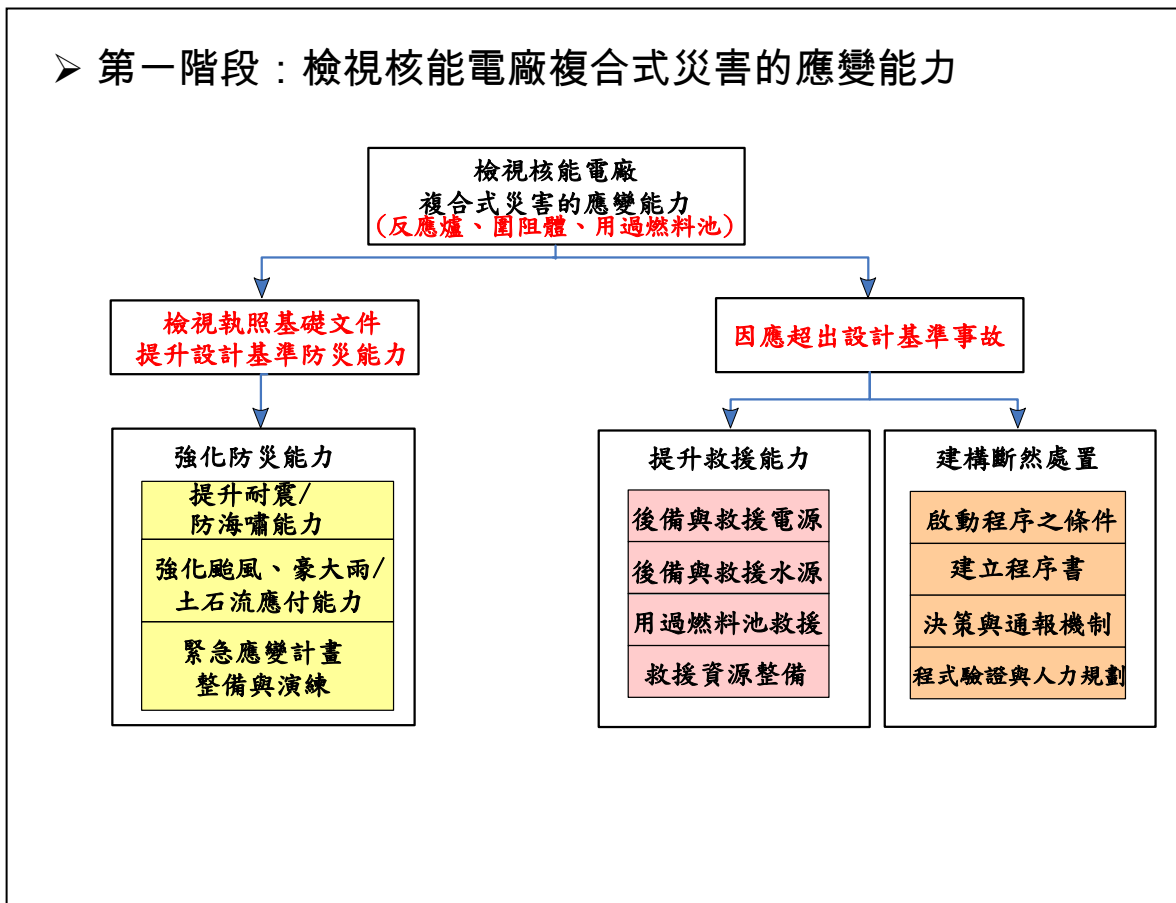 ➤ 第一階段：檢視核能電廠複合式災害的應變能力
檢視核能電廠
複合式災害的應變能力
(反應爐、圍阻體、用過燃料池)
檢視執照基礎文件
提升設計基準防災能力
因應超出設計基準事故
強化防災能力
提升耐震/
防海嘯能力
強化颱風、豪大雨/
土石流應付能力
緊急應變計畫
整備與演練
提升救援能力
後備與救援電源
後備與救援水源
用過燃料池救援
救援資源整備
建構斷然處置
啟動程序之條件
建立程序書
決策與通報機制
程式驗證與人力規劃